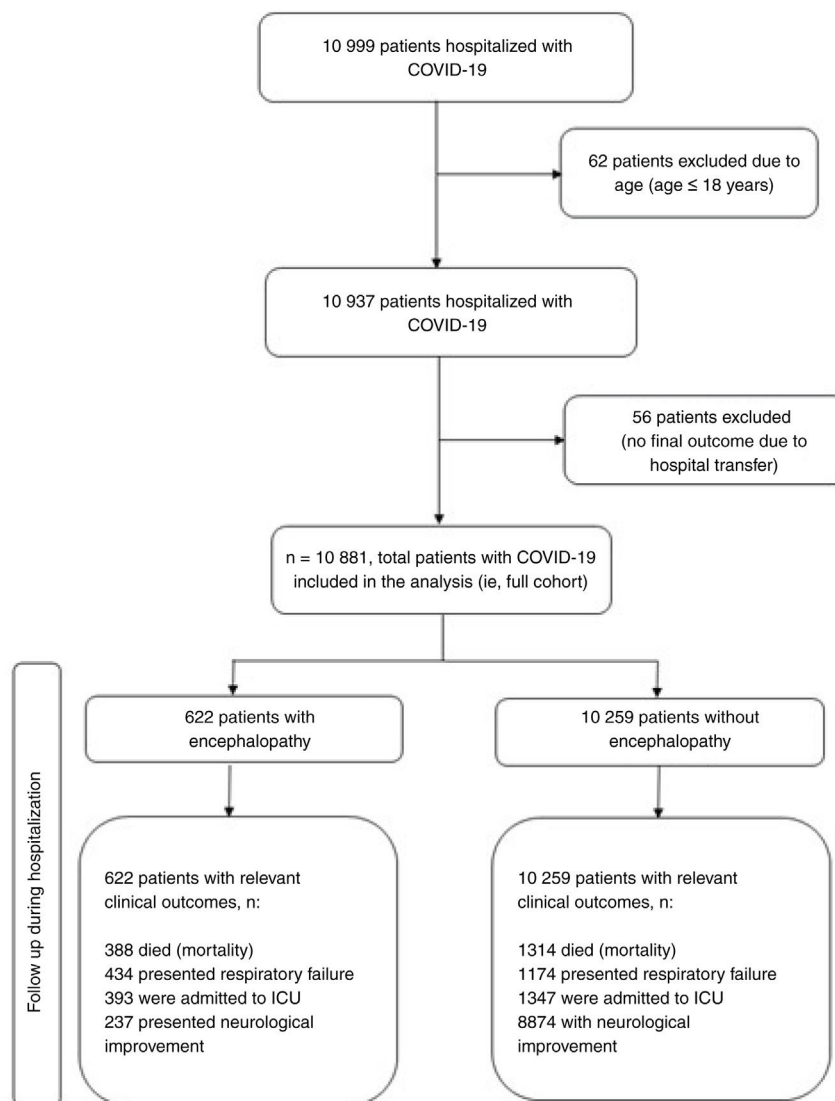 10 999 patients hospitalized with
COVID-19
62 patients excluded due to
age (age ≤ 18 years)
10 937 patients hospitalized with
COVID-19
56 patients excluded
(no final outcome due to
hospital transfer)
n = 10 881, total patients with COVID-19
included in the analysis (ie, full cohort)
Follow up during hospitalization
622 patients with
encephalopathy
10 259 patients without
encephalopathy
622 patients with relevant
clinical outcomes, n:
388 died (mortality)
434 presented respiratory failure
393 were admitted to ICU
237 presented neurological
improvement
10 259 patients with relevant
clinical outcomes, n:
1314 died (mortality)
1174 presented respiratory failure
1347 were admitted to ICU
8874 with neurological
improvement